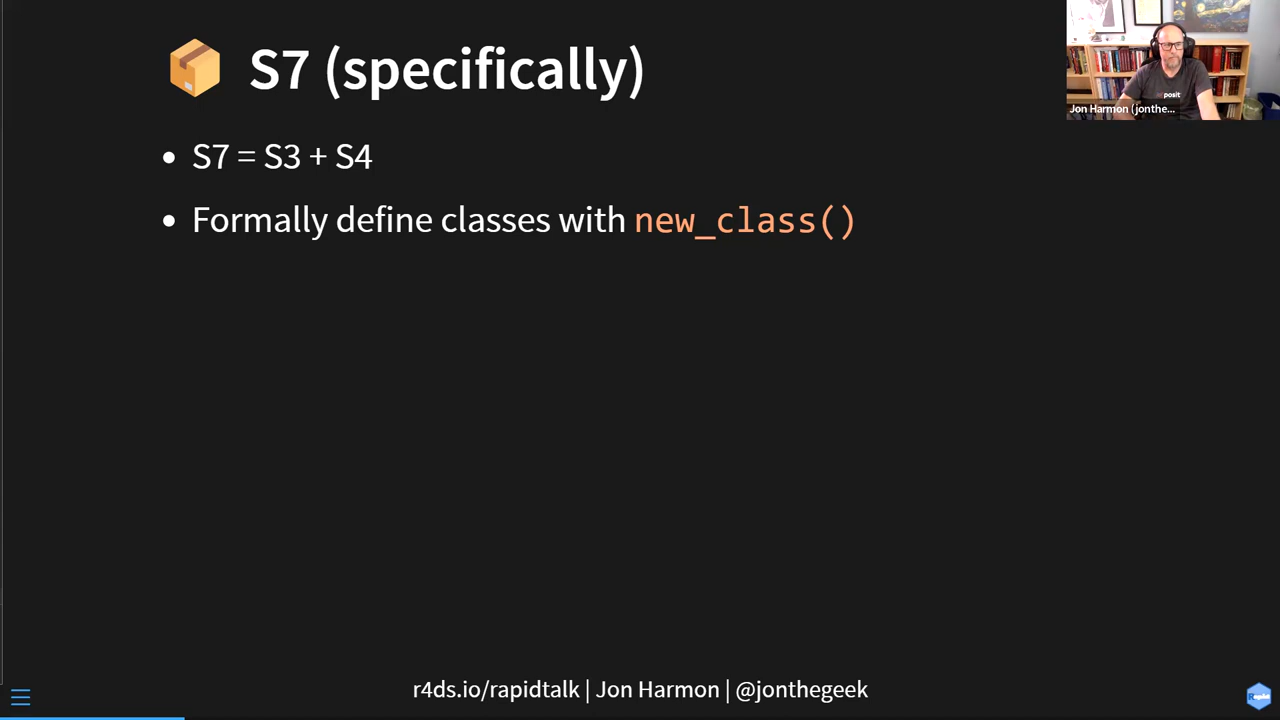 S7 (specifically)
posit
Jon Harmon (jonthe...
• S7 = S3 + S4
• Formally define classes with new_class()
r4ds.io/rapidtalk | Jon Harmon | @jonthegeek